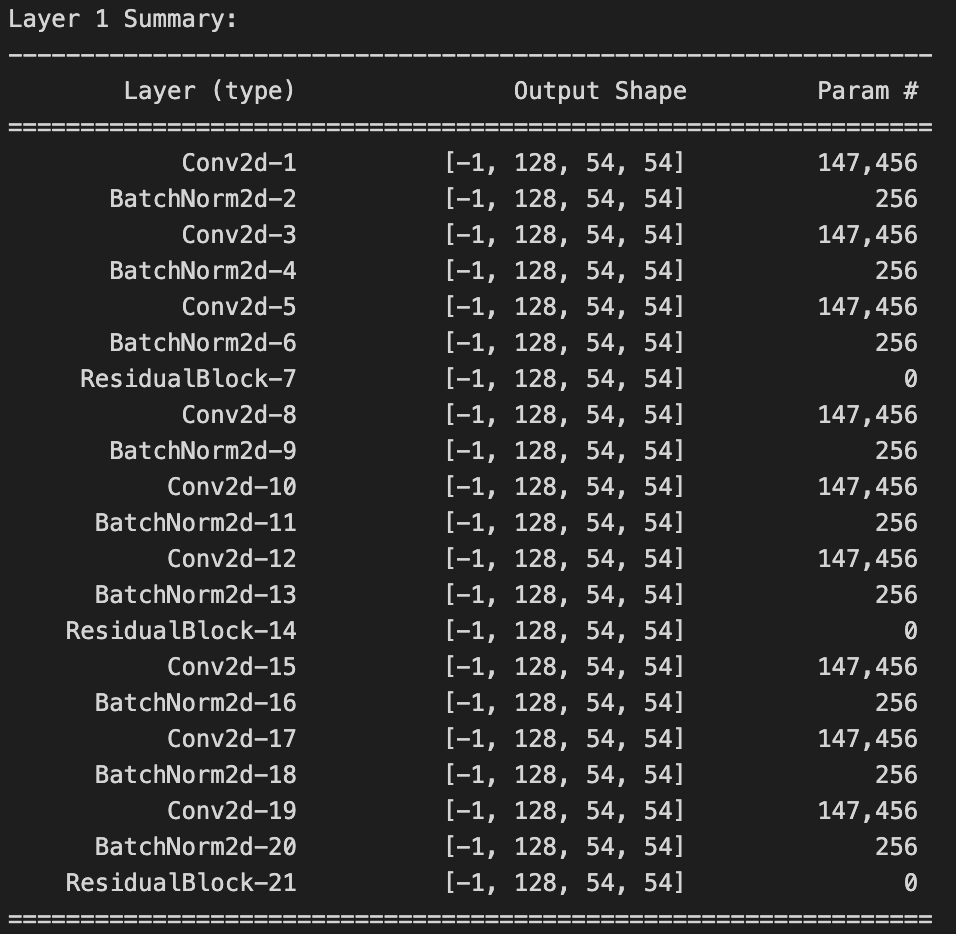 Layer 1 Summary:
----------------------------------------------------------------
Layer (type) Output Shape Param #
================================================================
Conv2d-1 [-1, 128, 54, 54] 147,456
BatchNorm2d-2 [-1, 128, 54, 54] 256
Conv2d-3 [-1, 128, 54, 54] 147,456
BatchNorm2d-4 [-1, 128, 54, 54] 256
Conv2d-5 [-1, 128, 54, 54] 147,456
BatchNorm2d-6 [-1, 128, 54, 54] 256
ResidualBlock-7 [-1, 128, 54, 54] 0
Conv2d-8 [-1, 128, 54, 54] 147,456
BatchNorm2d-9 [-1, 128, 54, 54] 256
Conv2d-10 [-1, 128, 54, 54] 147,456
BatchNorm2d-11 [-1, 128, 54, 54] 256
Conv2d-12 [-1, 128, 54, 54] 147,456
BatchNorm2d-13 [-1, 128, 54, 54] 256
ResidualBlock-14 [-1, 128, 54, 54] 0
Conv2d-15 [-1, 128, 54, 54] 147,456
BatchNorm2d-16 [-1, 128, 54, 54] 256
Conv2d-17 [-1, 128, 54, 54] 147,456
BatchNorm2d-18 [-1, 128, 54, 54] 256
Conv2d-19 [-1, 128, 54, 54] 147,456
BatchNorm2d-20 [-1, 128, 54, 54] 256
ResidualBlock-21 [-1, 128, 54, 54] 0
================================================================